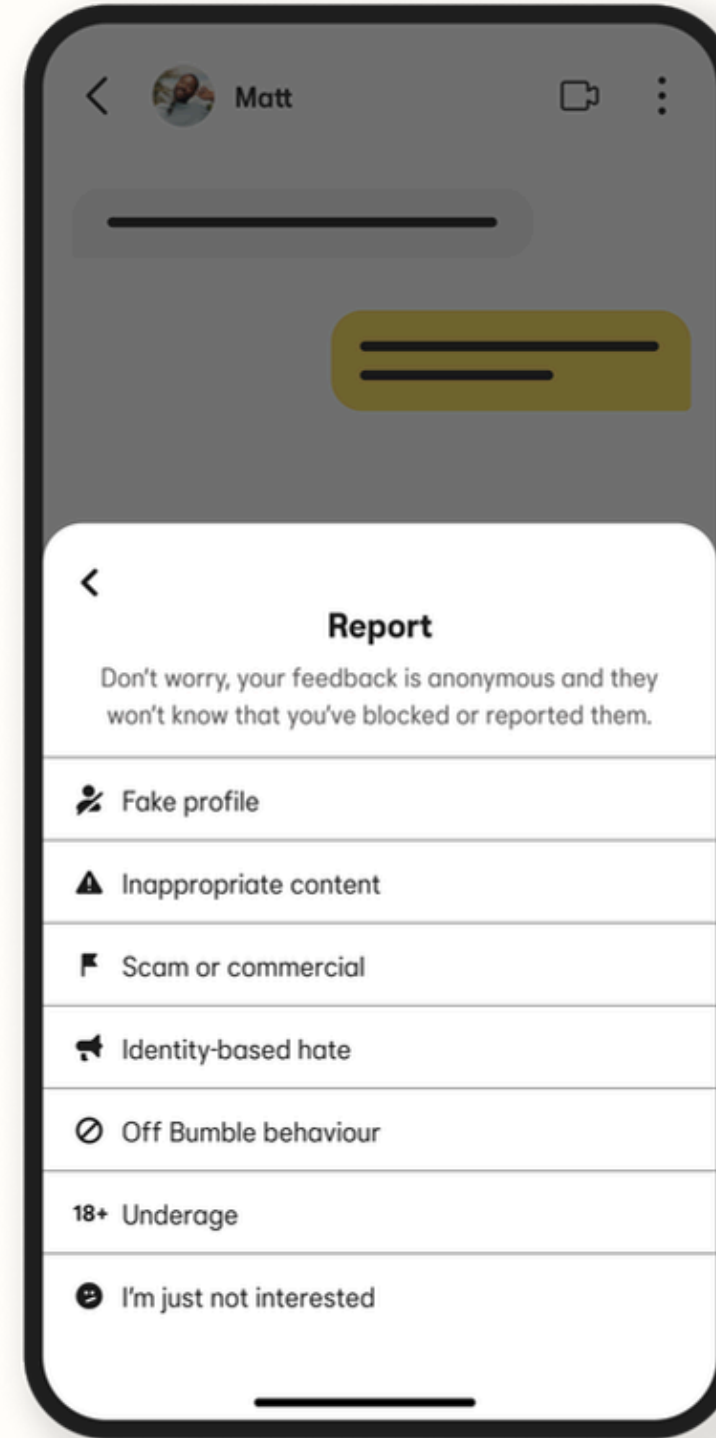 Matt
Report
Don't worry, your feedback is anonymous and they
won't know that you've blocked or reported them.
Fake profile
Inappropriate content
Scam or commercial
Identity-based hate
Off Bumble behaviour
18+ Underage
I'm just not interested